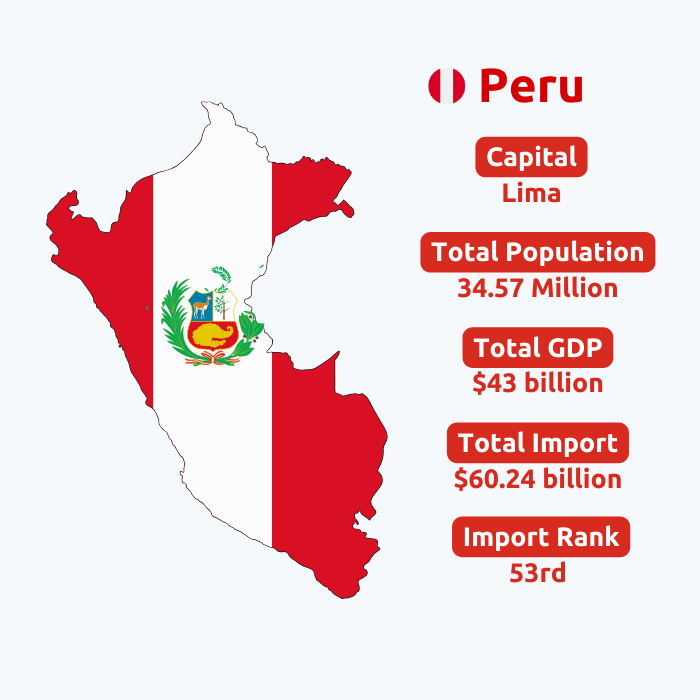 Peru
Capital
Lima
Total Population
34.57 Million
Total GDP
$43 billion
Total Import
$60.24 billion
Import Rank
53rd